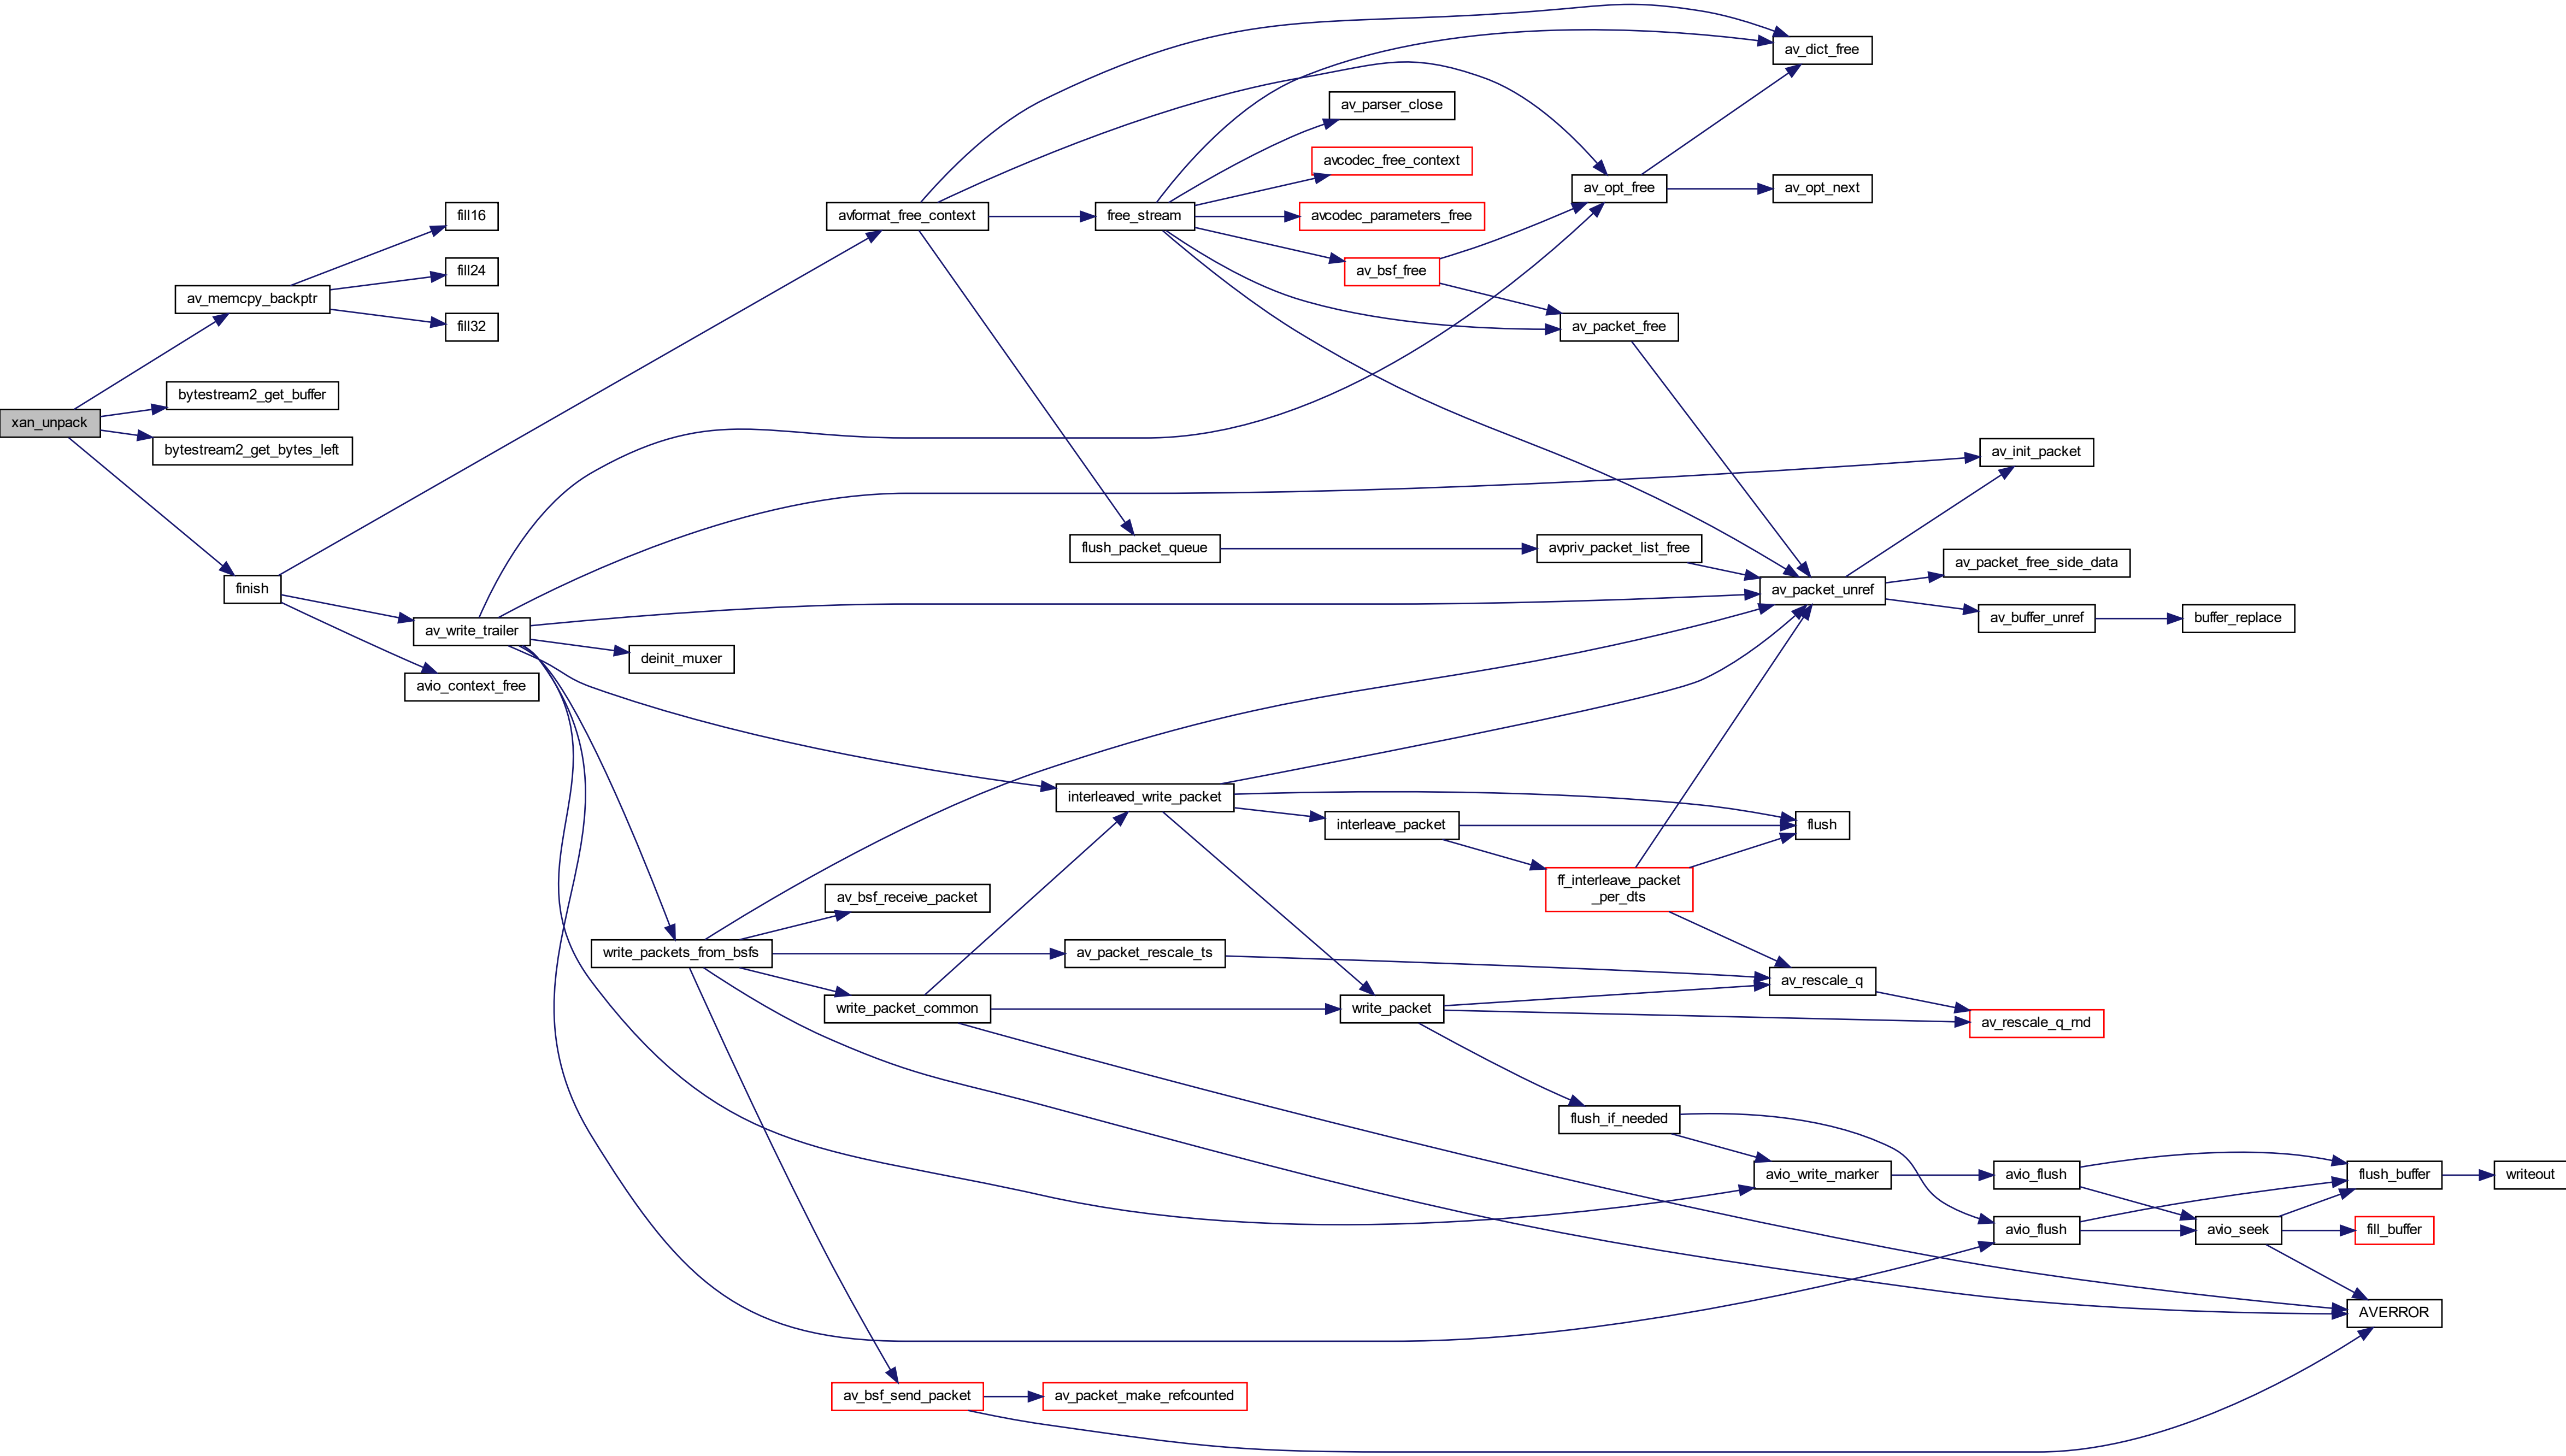 av_dict_free
av_parser_close
avcodec_free_context
av_opt_free
av_opt_next
fill16
avformat_free_context
free_stream
avcodec_parameters_free
fill24
av_bsf_free
av_memcpy_backptr
fill32
av_packet_free
bytestream2_get_buffer
xan_unpack
bytestream2_get_bytes_left
av_init_packet
flush_packet_queue
avpriv_packet_list_free
av_packet_free_side_data
finish
av_packet_unref
av_buffer_unref
buffer_replace
av_write_trailer
deinit_muxer
avio_context_free
interleaved_write_packet
interleave_packet
flush
ff_interleave_packet
_per_dts
av_bsf_receive_packet
write_packets_from_bsfs
av_packet_rescale_ts
av_rescale_q
write_packet_common
write_packet
av_rescale_q_rnd
flush_if_needed
avio_write_marker
avio_flush
flush_buffer
writeout
avio_flush
avio_seek
fill_buffer
AVERROR
av_bsf_send_packet
av_packet_make_refcounted